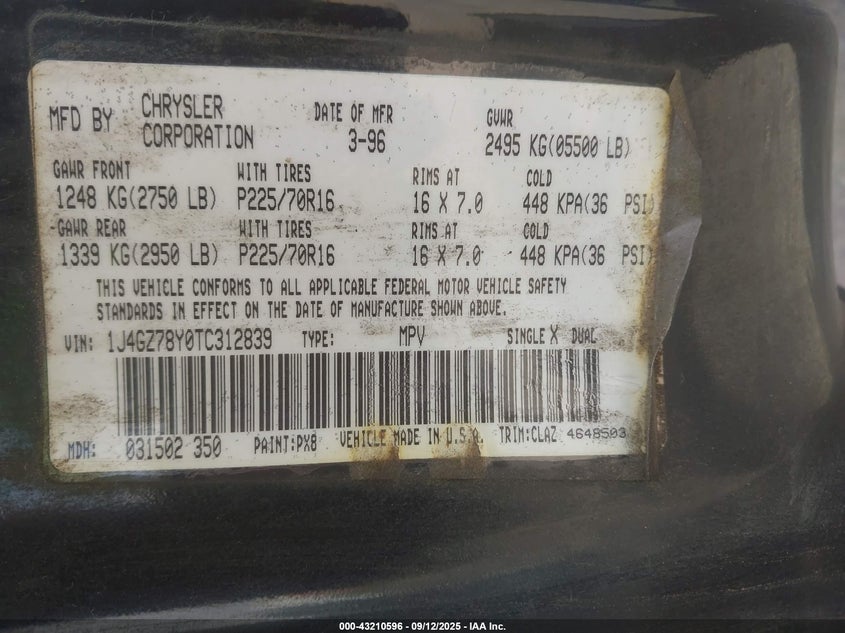 MFD BY CHRYSLER CORPORATION DATE OF MFR 3-96 GVWR 2495 KG(05500 LB)
GAWR FRONT WITH TIRES RIMS AT COLD
1248 KG(2750 LB) P225/70R16 16 X 7.0 448 KPA(36 PSI)
GAWR REAR WITH TIRES RIMS AT COLD
1339 KG(2950 LB) P225/70R16 16 X 7.0 448 KPA(36 PSI)
THIS VEHICLE CONFORMS TO ALL APPLICABLE FEDERAL MOTOR VEHICLE SAFETY
STANDARDS IN EFFECT ON THE DATE OF MANUFACTURE SHOWN ABOVE.
VIN: 1J4GZ78Y0TC312839 TYPE: MPV SINGLE X DUAL
MDH: 031502 350 PAINT:PX8 VEHICLE MADE IN U.S.A. TRIM:CLAZ 4648503
000-43210596 - 09/12/2025 - IAA Inc.